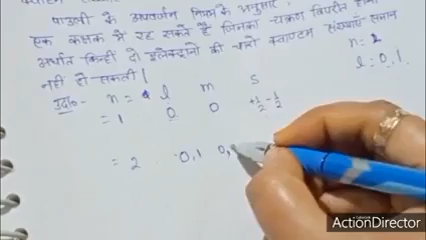 पाउली के अपवर्जन नियम के अनुसार
एक कक्षक में रह सकते हैं जिनका चक्रण विपरीत होगा
अर्थात किन्हीं दो इलेक्ट्रानों की चारो क्वाण्टम संख्याएँ समान
नहीं हो सकती।
n = 2
l = 0, 1.
उदा०- n = l m s
= 1 0 0 +½ -½
= 2 0,1 0,
ActionDirector